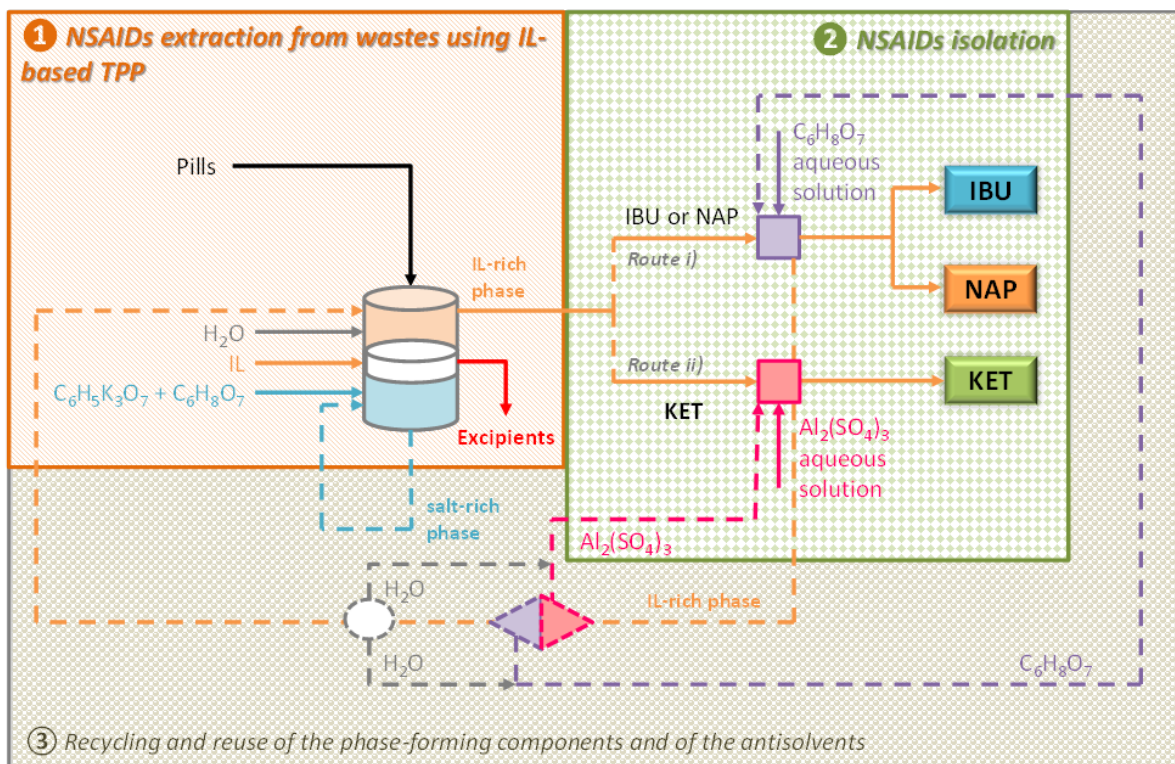 1 NSAIDs extraction from wastes using IL-
based TPP
2 NSAIDs isolation
Pills
C₆H₈O₇
aqueous
solution
IBU
IBU or NAP
Route i)
IL-rich
phase
NAP
H₂O
IL
C₆H₅K₃O₇ + C₆H₈O₇
Route ii)
KET
KET
Excipients
Al₂(SO₄)₃
aqueous
solution
salt-rich
phase
Al₂(SO₄)₃
H₂O
IL-rich phase
H₂O
C₆H₈O₇
3 Recycling and reuse of the phase-forming components and of the antisolvents